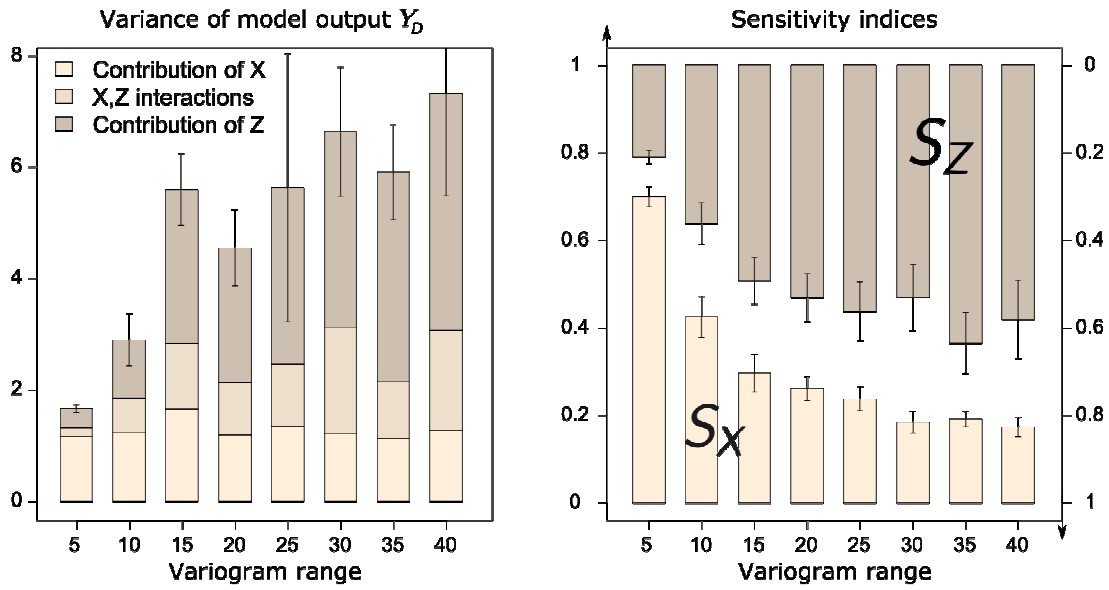 Variance of model output Y_D
8
6
4
2
0
Contribution of X
X,Z interactions
Contribution of Z
5 10 15 20 25 30 35 40
Variogram range
Sensitivity indices
1
0.8
0.6
0.4
0.2
0
0
0.2
0.4
0.6
0.8
1
S_Z
S_X
5 10 15 20 25 30 35 40
Variogram range